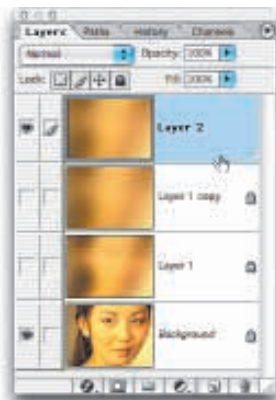 Layers Paths History Channels
Normal Opacity: 100%
Lock: Fill: 100%
Layer 2
Layer 1 copy
Layer 1
Background